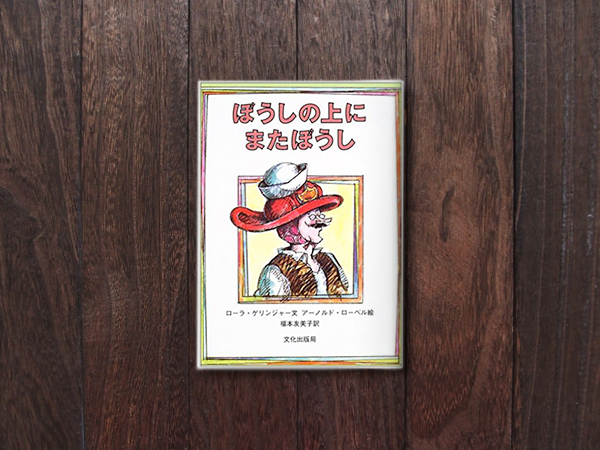 ぼうしの上に
またぼうし
ローラ・ゲリンジャー文 アーノルド・ローベル絵
福本友美子訳
文化出版局